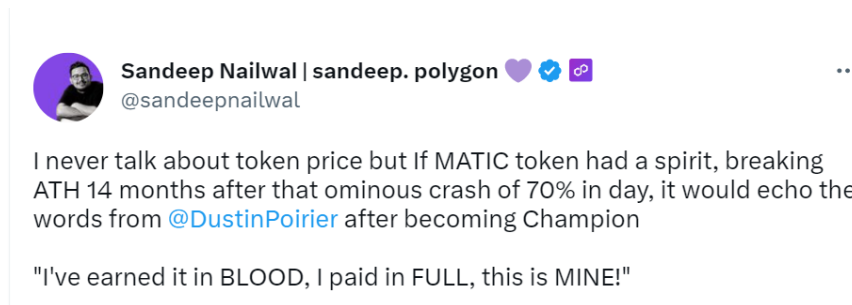 Sandeep Nailwal | sandeep. polygon 💜
@sandeepnailwal
I never talk about token price but If MATIC token had a spirit, breaking
ATH 14 months after that ominous crash of 70% in day, it would echo the
words from @DustinPoirier after becoming Champion
"I've earned it in BLOOD, I paid in FULL, this is MINE!"